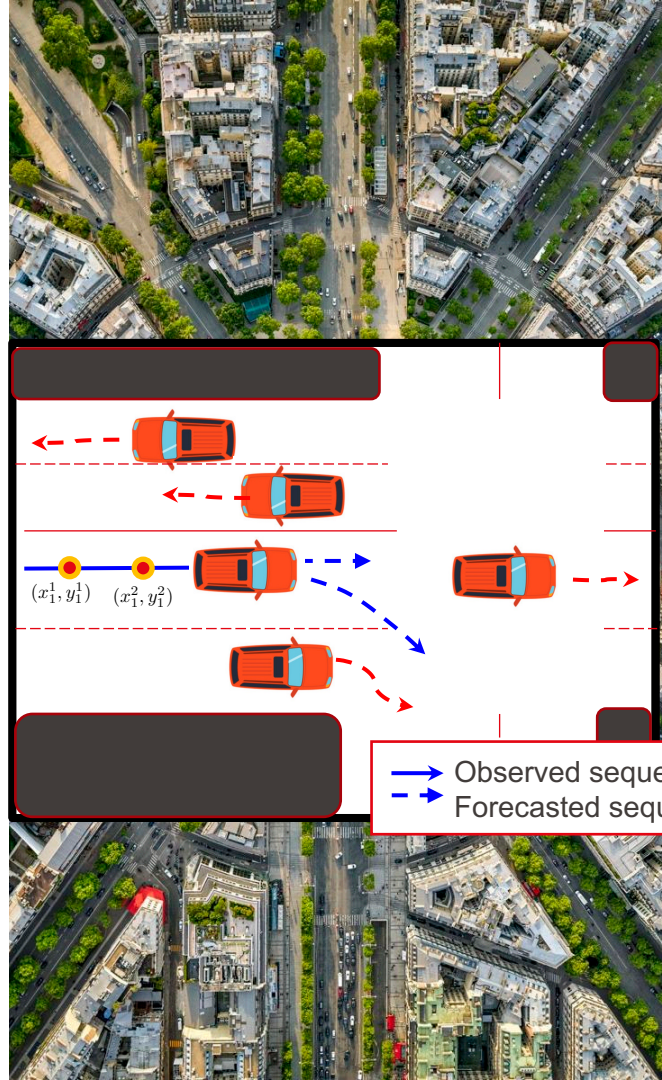 $(x_1^1, y_1^1)$ $(x_1^2, y_1^2)$
Observed seque
Forecasted sequ